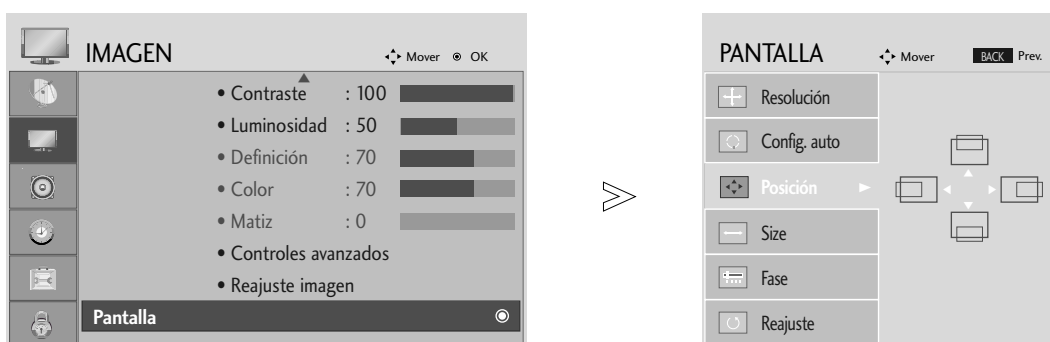 IMAGEN Mover OK
• Contraste : 100
• Luminosidad : 50
• Definición : 70
• Color : 70
• Matiz : 0
• Controles avanzados
• Reajuste imagen
Pantalla
PANTALLA Mover BACK Prev.
Resolución
Config. auto
Posición
Size
Fase
Reajuste